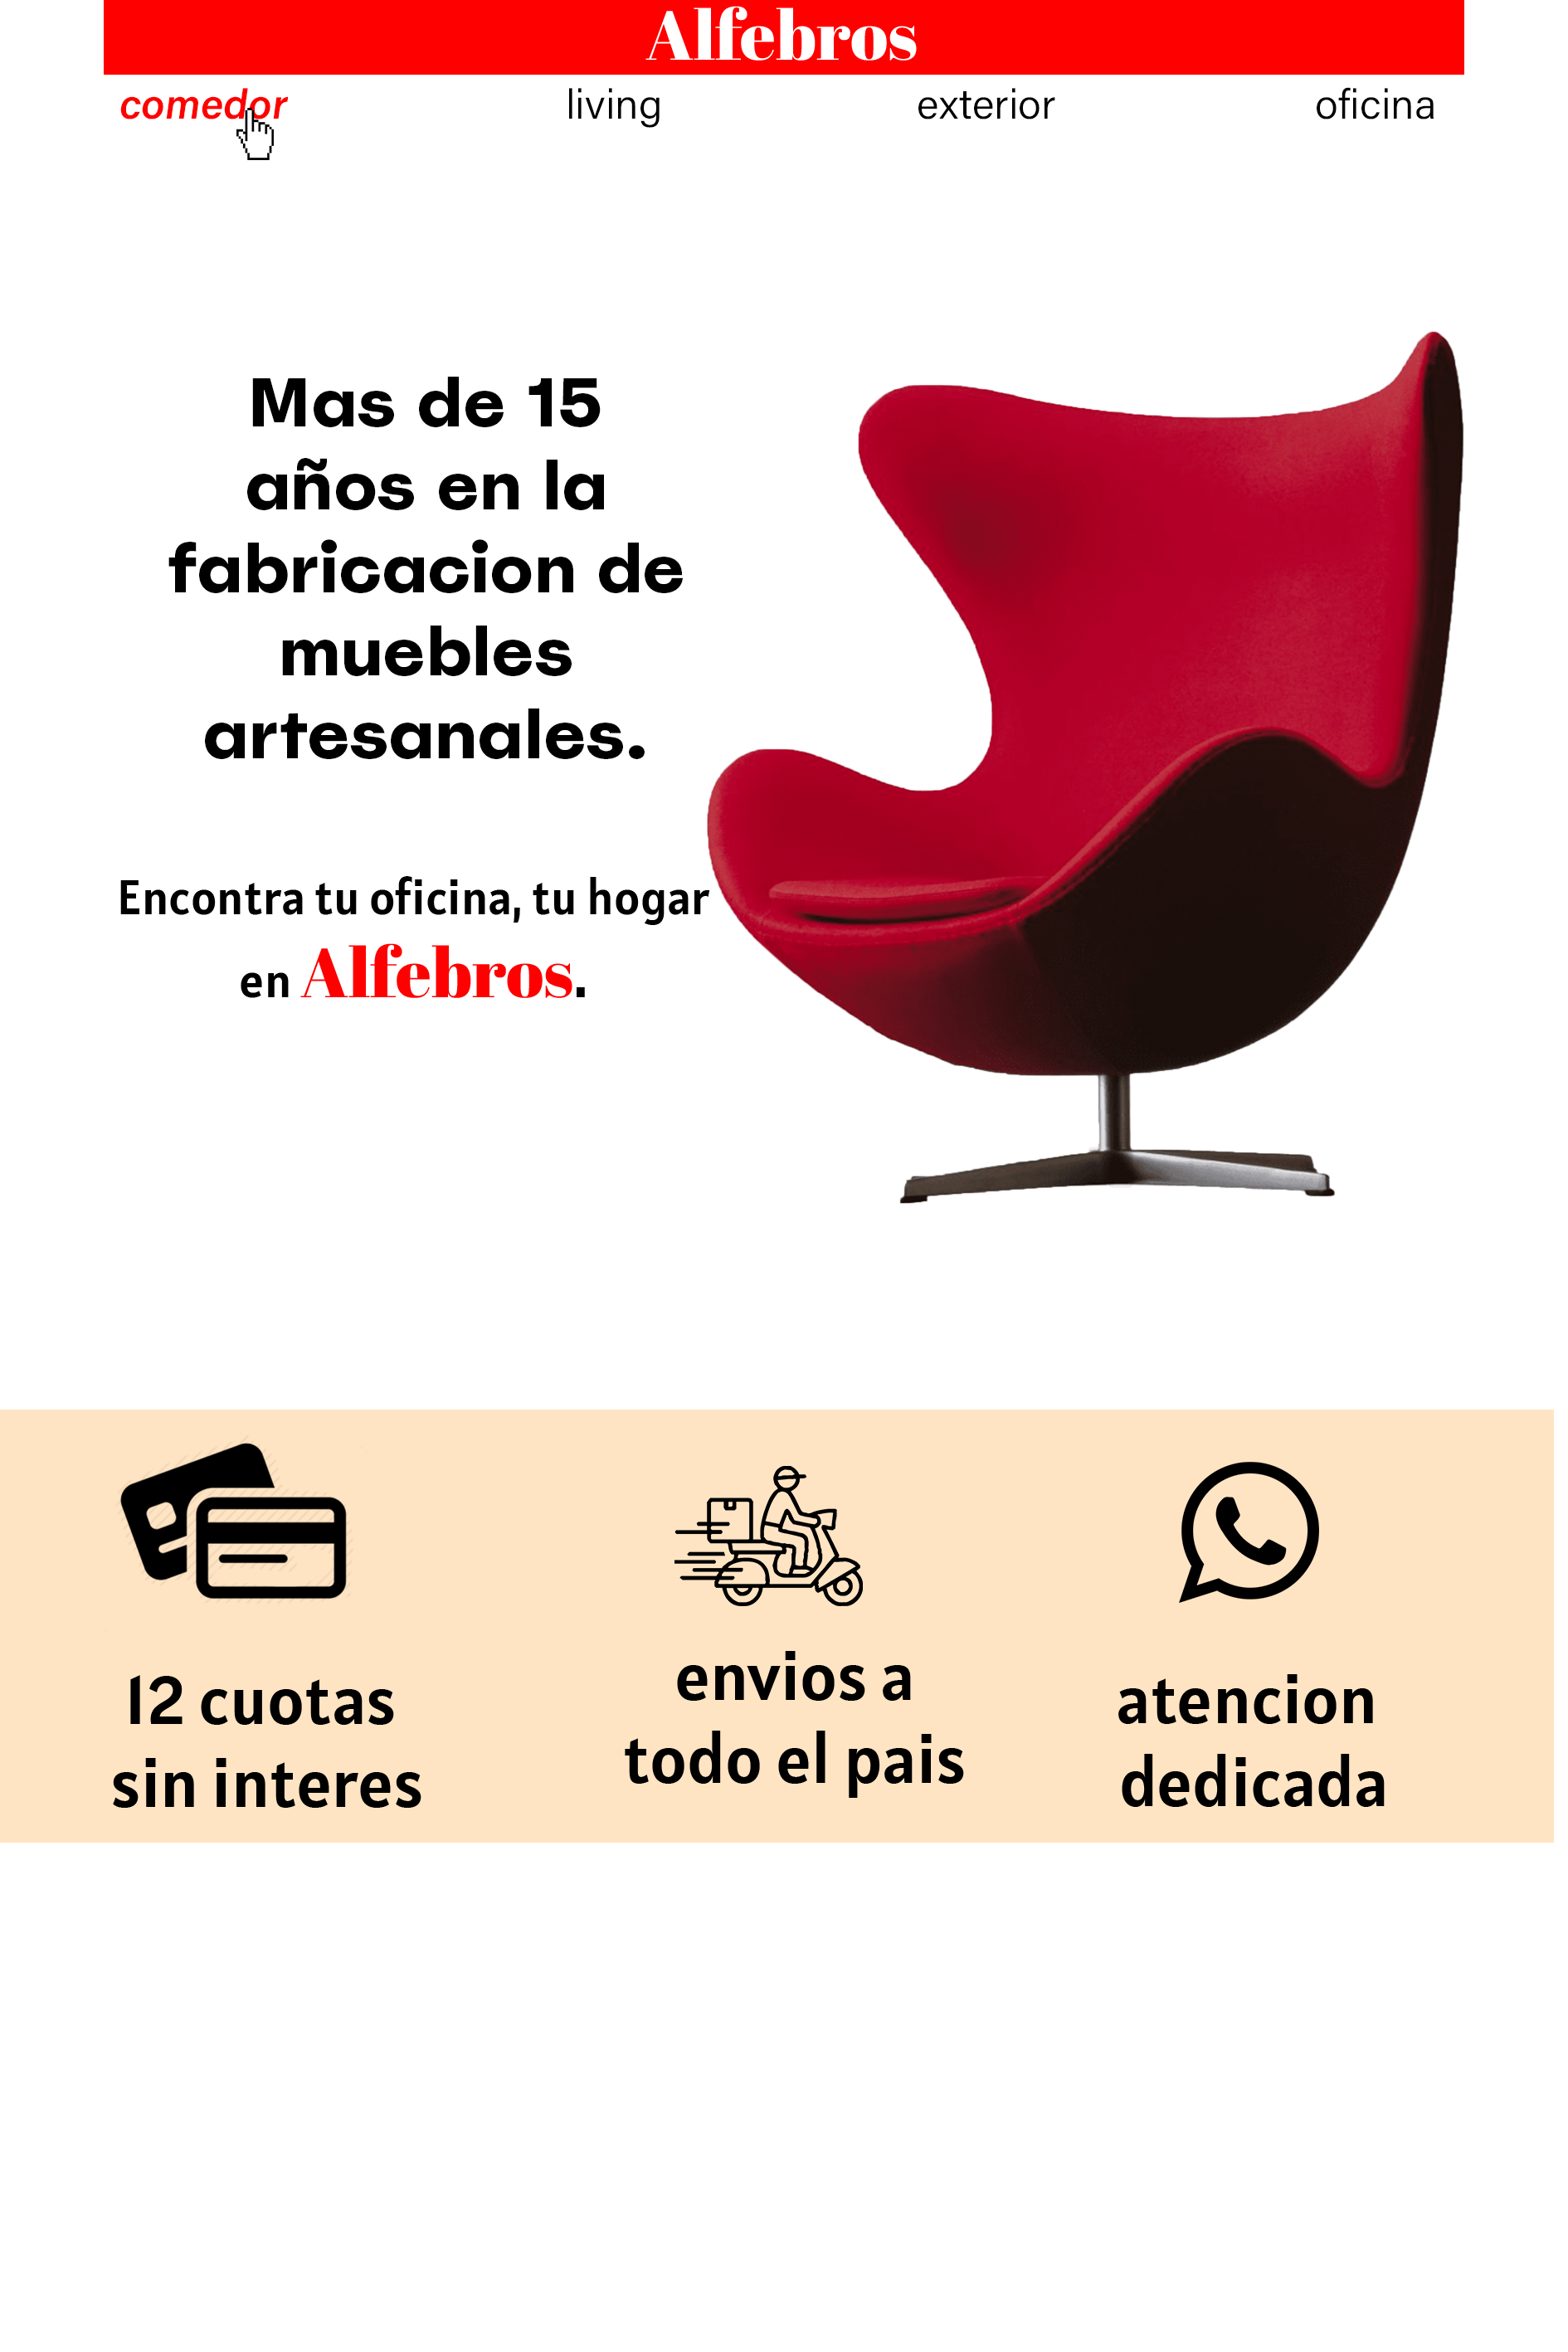 Alfebros
comedor living exterior oficina
Mas de 15
años en la
fabricacion de
muebles
artesanales.
Encontra tu oficina, tu hogar
en Alfebros.
12 cuotas
sin interes
envios a
todo el pais
atencion
dedicada